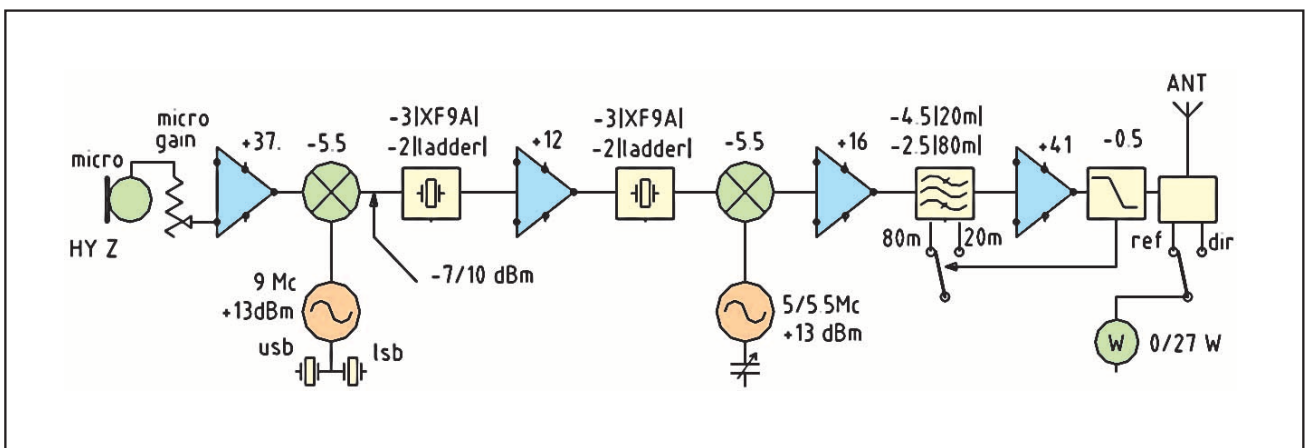 micro
HY Z
micro
gain
+37.
-5.5
9 Mc
+13dBm
usb
lsb
-7/10 dBm
-3|XF9A|
-2|ladder|
+12
-3|XF9A|
-2|ladder|
-5.5
5/5.5Mc
+13 dBm
+16
-4.5|20m|
-2.5|80m|
80m
20m
+41
-0.5
ANT
ref
dir
W
0/27 W